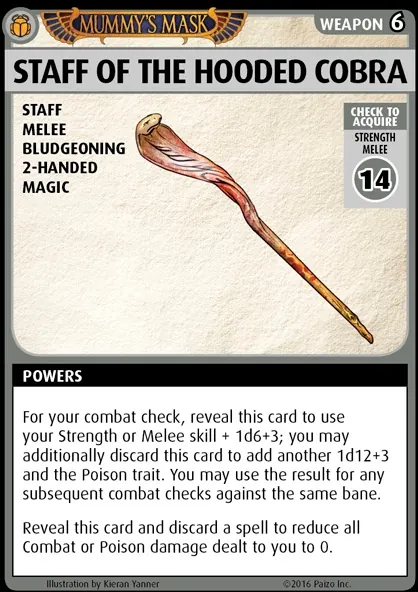 MUMMY'S MASK
WEAPON 6
STAFF OF THE HOODED COBRA
STAFF
MELEE
BLUDGEONING
2-HANDED
MAGIC
CHECK TO
ACQUIRE
STRENGTH
MELEE
14
POWERS
For your combat check, reveal this card to use
your Strength or Melee skill + 1d6+3; you may
additionally discard this card to add another 1d12+3
and the Poison trait. You may use the result for any
subsequent combat checks against the same bane.
Reveal this card and discard a spell to reduce all
Combat or Poison damage dealt to you to 0.
Illustration by Kieran Yanner
©2016 Paizo Inc.